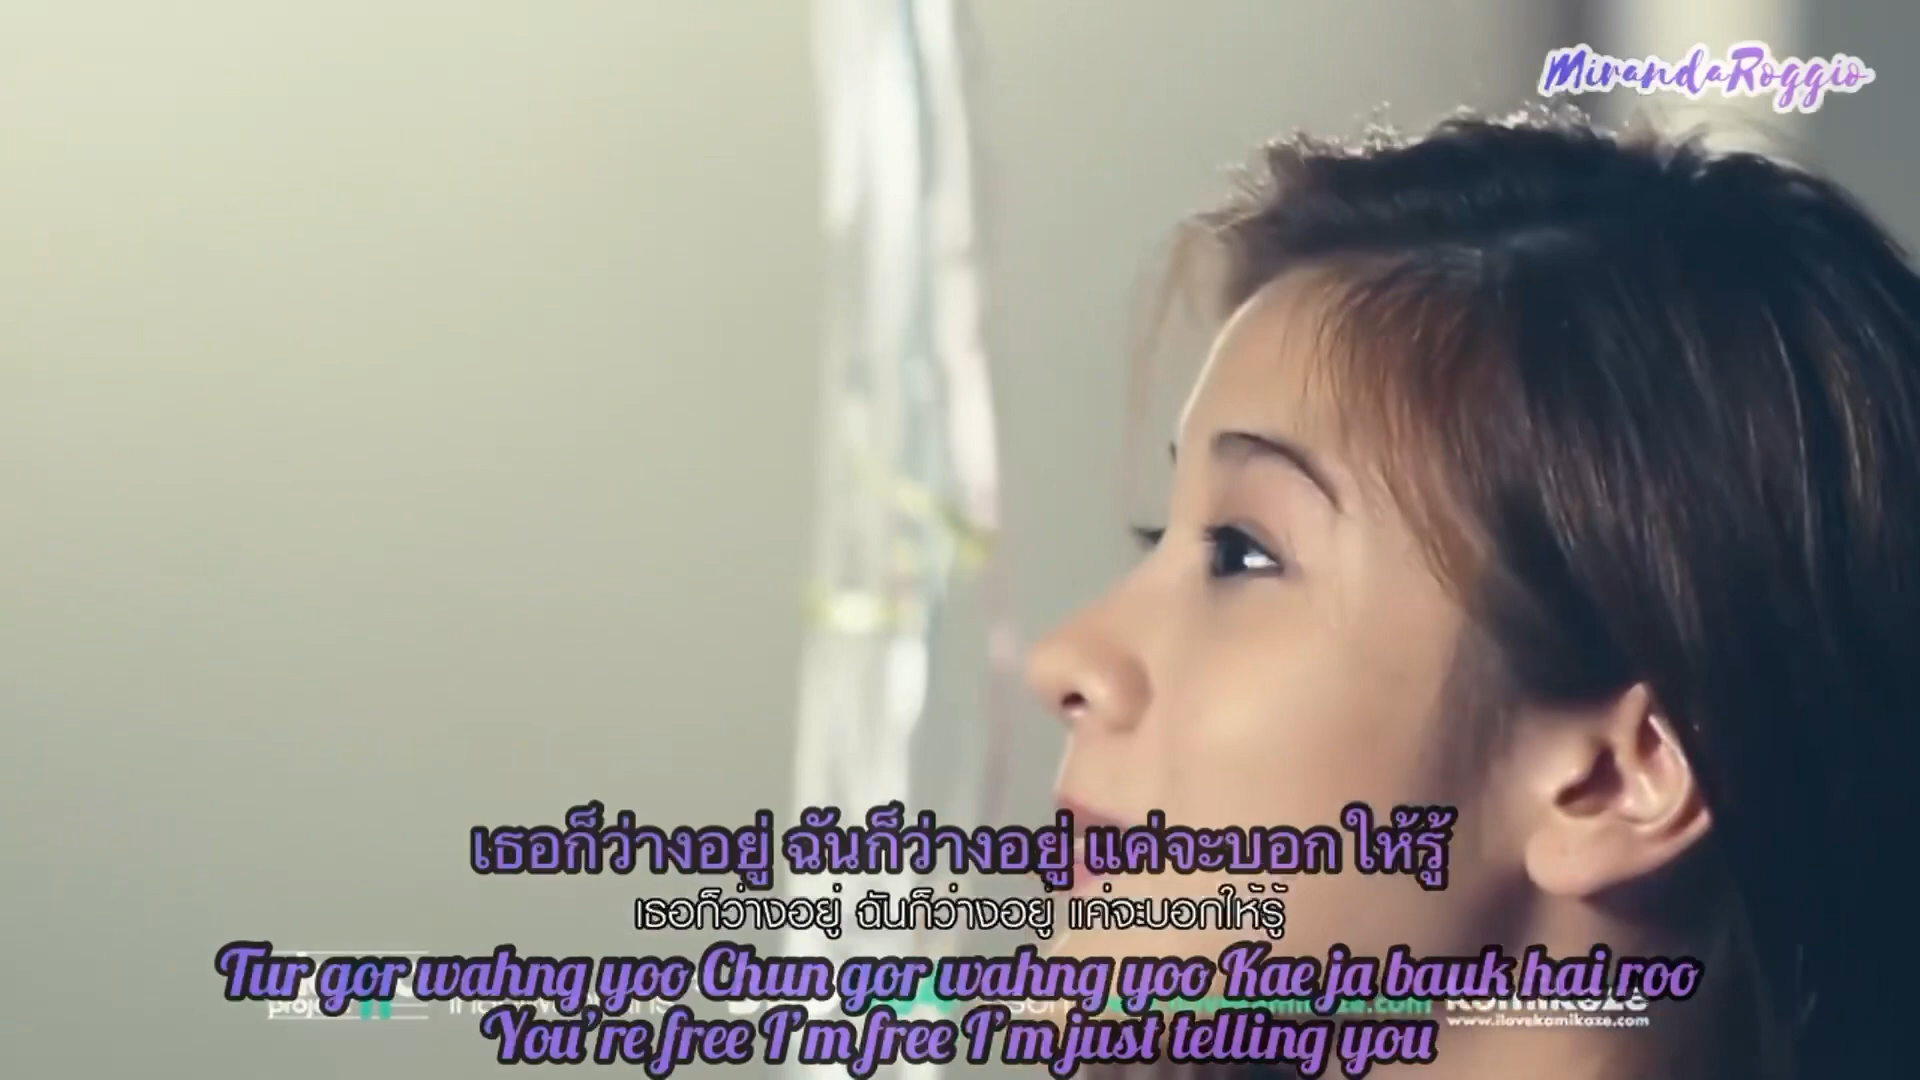 MirandaRoggio
เธอก็ว่างอยู่ ฉันก็ว่างอยู่ แค่จะบอกให้รู้
เธอก็ว่างอยู่ ฉันก็ว่างอยู่ แค่จะบอกให้รู้
Tur gor wahng yoo Chun gor wahng yoo Kae ja bauk hai roo
kamikaze
www.ilovekamikaze.com
You're free I'm free I'm just telling you